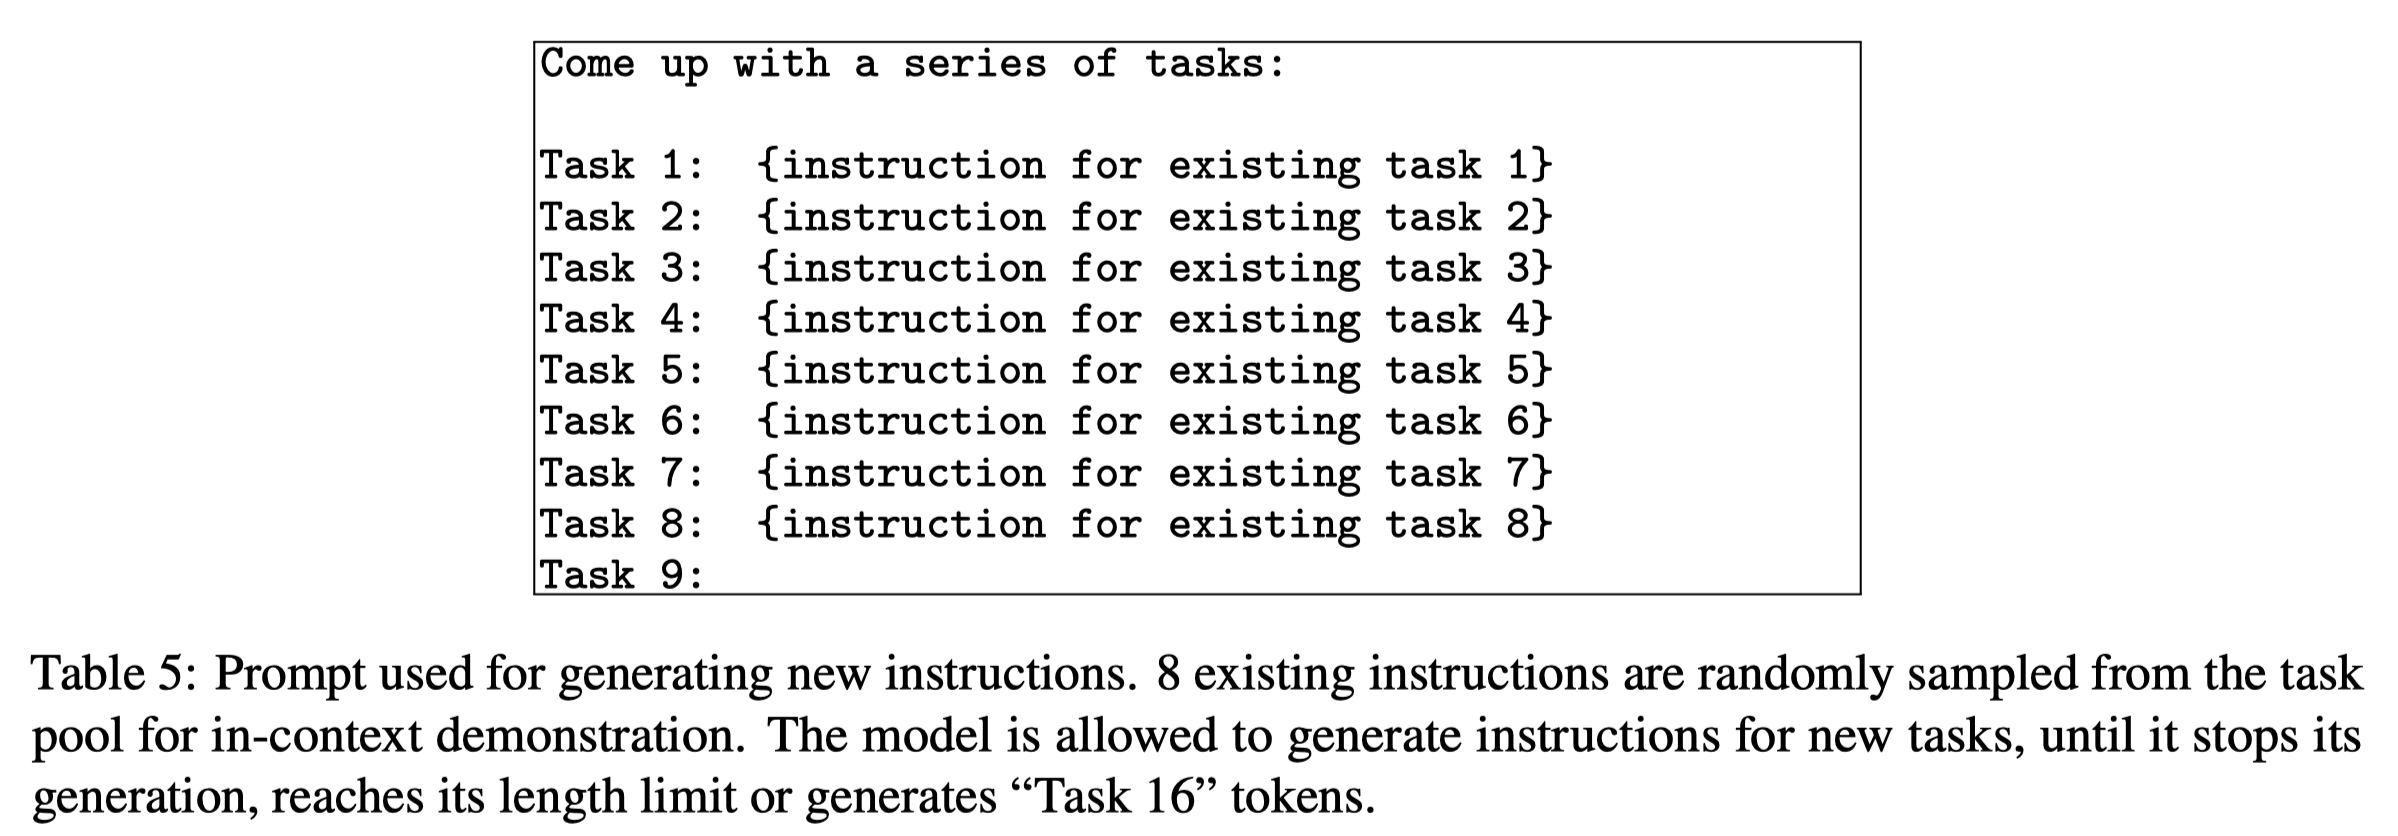 Come up with a series of tasks:
Task 1: {instruction for existing task 1}
Task 2: {instruction for existing task 2}
Task 3: {instruction for existing task 3}
Task 4: {instruction for existing task 4}
Task 5: {instruction for existing task 5}
Task 6: {instruction for existing task 6}
Task 7: {instruction for existing task 7}
Task 8: {instruction for existing task 8}
Task 9:
Table 5: Prompt used for generating new instructions. 8 existing instructions are randomly sampled from the task
pool for in-context demonstration. The model is allowed to generate instructions for new tasks, until it stops its
generation, reaches its length limit or generates “Task 16” tokens.